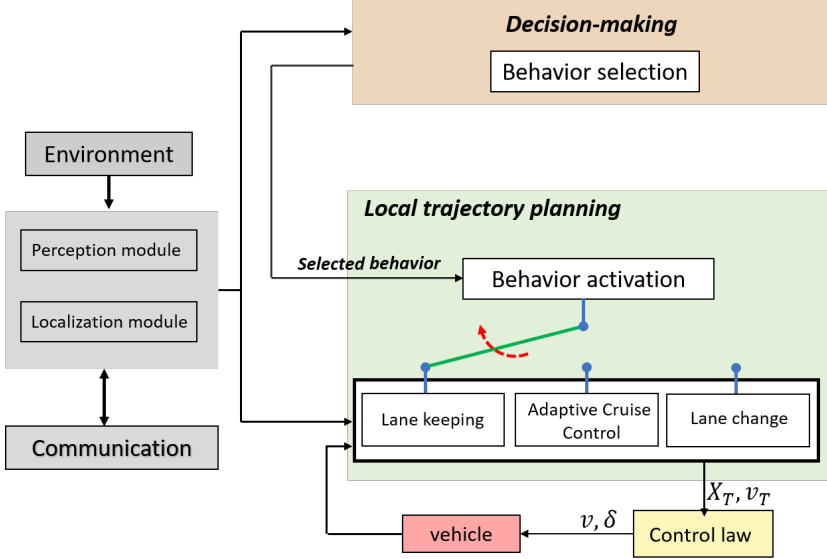 Decision-making
Behavior selection
Environment
Perception module
Localization module
Communication
Local trajectory planning
Selected behavior
Behavior activation
Lane keeping
Adaptive Cruise
Control
Lane change
X_T, v_T
v, δ
vehicle
Control law